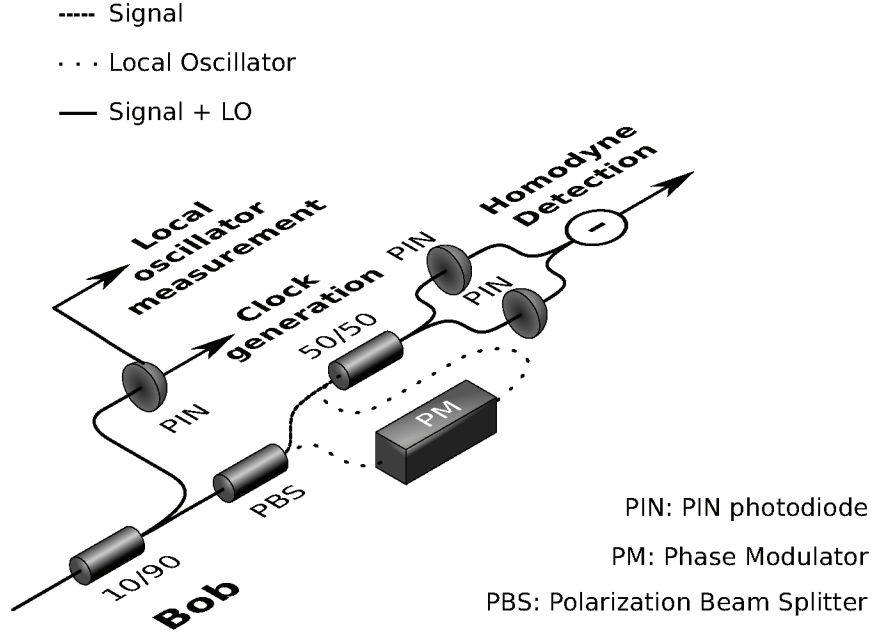 Signal
Local Oscillator
Signal + LO
Homodyne
Detection
Local
oscillator
measurement
PIN
PIN
Clock
generation
50/50
PIN
PM
PBS
10/90
Bob
PIN: PIN photodiode
PM: Phase Modulator
PBS: Polarization Beam Splitter